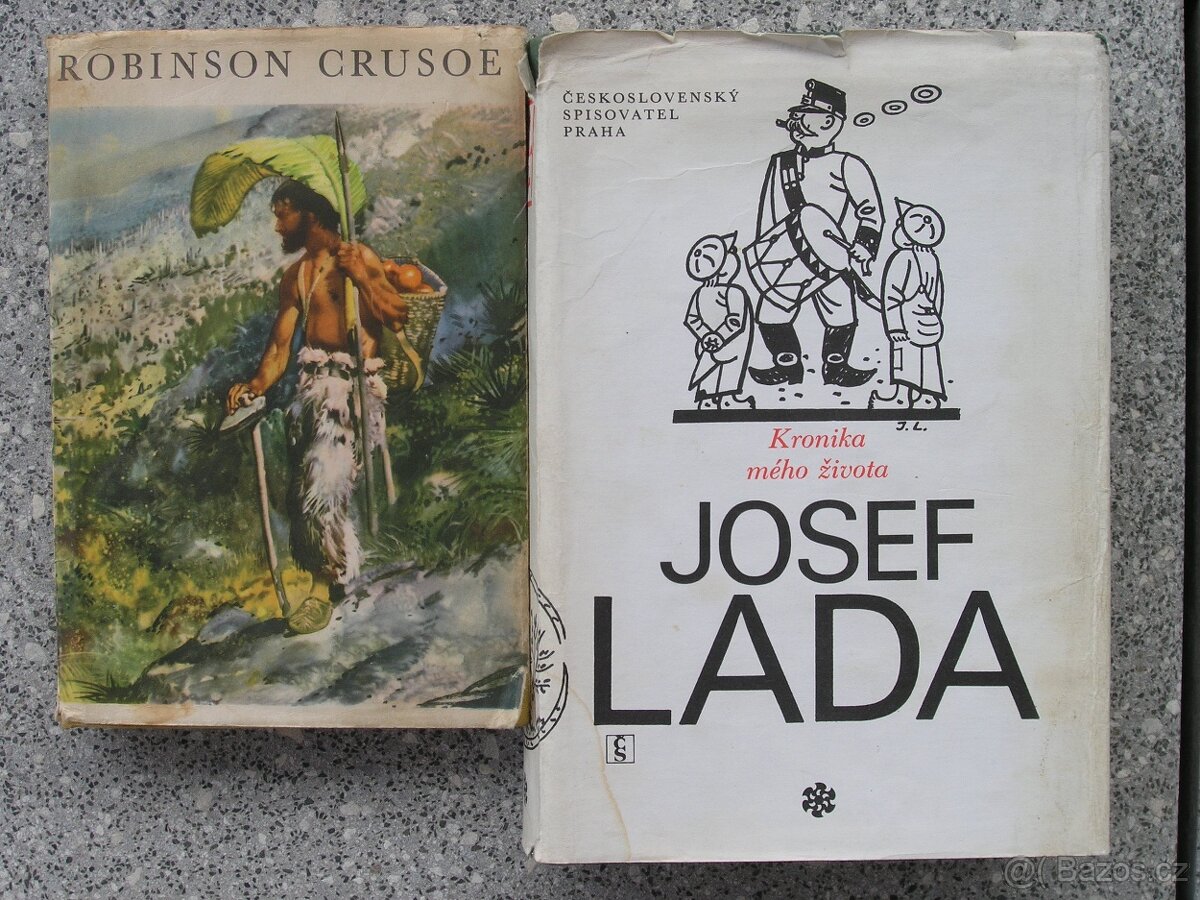 ROBINSON CRUSOE
ČESKOSLOVENSKÝ
SPISOVATEL
PRAHA
J.L.
Kronika
mého života
JOSEF
LADA
ČS
@( Bazos.cz